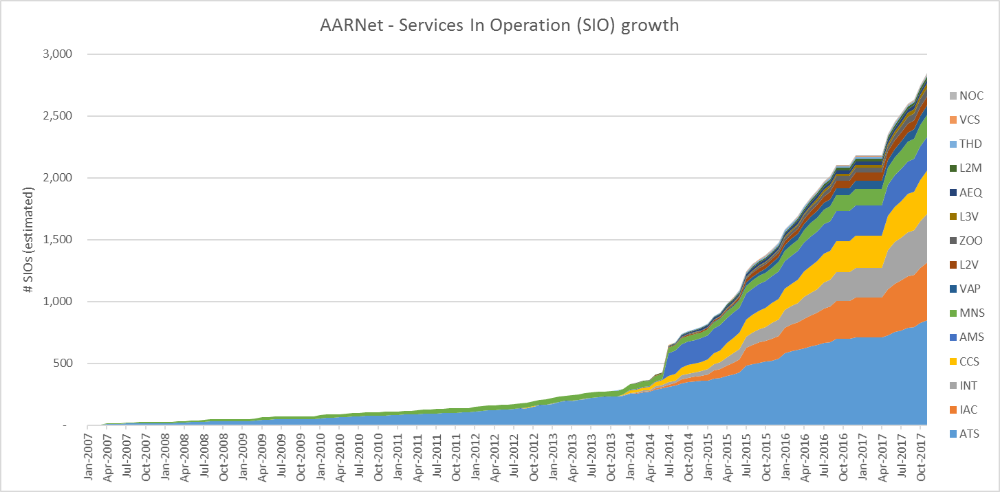 AARNet - Services In Operation (SIO) growth
# SIOs (estimated)
3,000
2,500
2,000
1,500
1,000
500
-
Jan-2007
Apr-2007
Jul-2007
Oct-2007
Jan-2008
Apr-2008
Jul-2008
Oct-2008
Jan-2009
Apr-2009
Jul-2009
Oct-2009
Jan-2010
Apr-2010
Jul-2010
Oct-2010
Jan-2011
Apr-2011
Jul-2011
Oct-2011
Jan-2012
Apr-2012
Jul-2012
Oct-2012
Jan-2013
Apr-2013
Jul-2013
Oct-2013
Jan-2014
Apr-2014
Jul-2014
Oct-2014
Jan-2015
Apr-2015
Jul-2015
Oct-2015
Jan-2016
Apr-2016
Jul-2016
Oct-2016
Jan-2017
Apr-2017
Jul-2017
Oct-2017
NOC
VCS
THD
L2M
AEQ
L3V
ZOO
L2V
VAP
MNS
AMS
CCS
INT
IAC
ATS